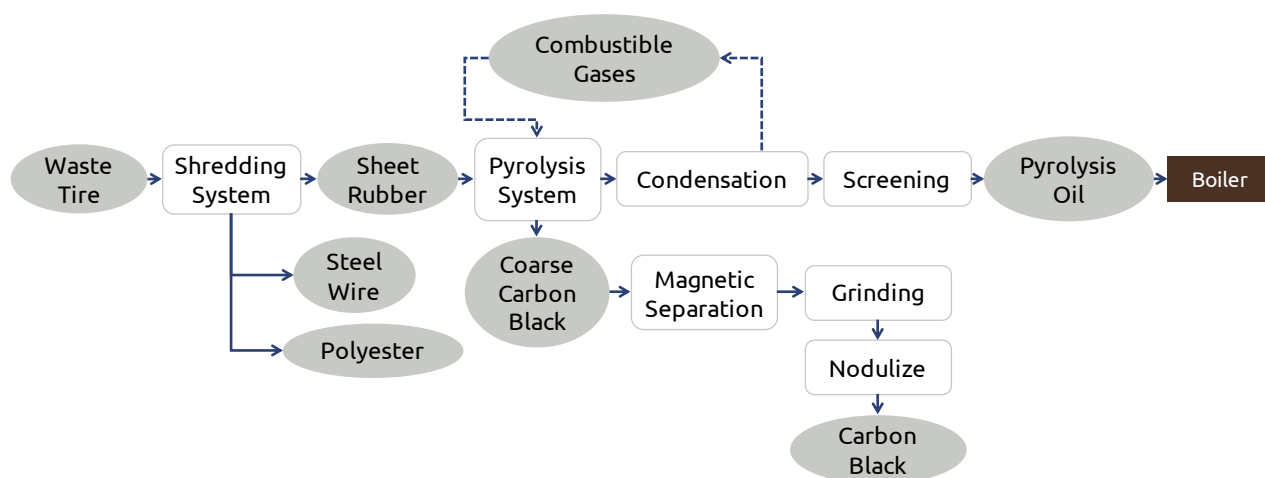 Combustible
Gases
Waste
Tire
Shredding
System
Sheet
Rubber
Pyrolysis
System
Condensation
Screening
Pyrolysis
Oil
Boiler
Steel
Wire
Polyester
Coarse
Carbon
Black
Magnetic
Separation
Grinding
Nodulize
Carbon
Black